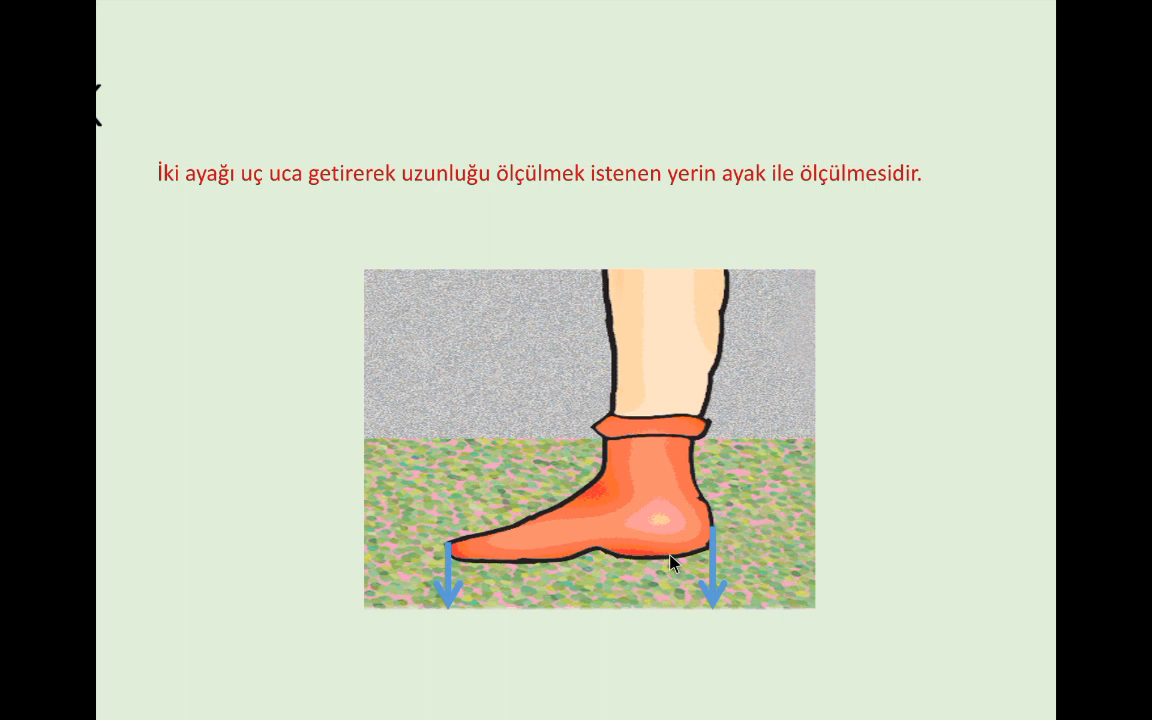 İki ayağı uç uca getirerek uzunluğu ölçülmek istenen yerin ayak ile ölçülmesidir.